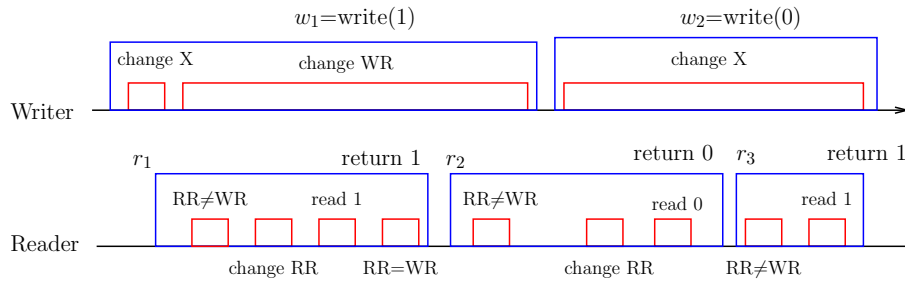 w₁=write(1) w₂=write(0)
change X change WR change X
Writer
r₁ return 1 r₂ return 0 r₃ return 1
RR≠WR read 1 RR≠WR read 0 read 1
Reader
change RR RR=WR change RR RR≠WR